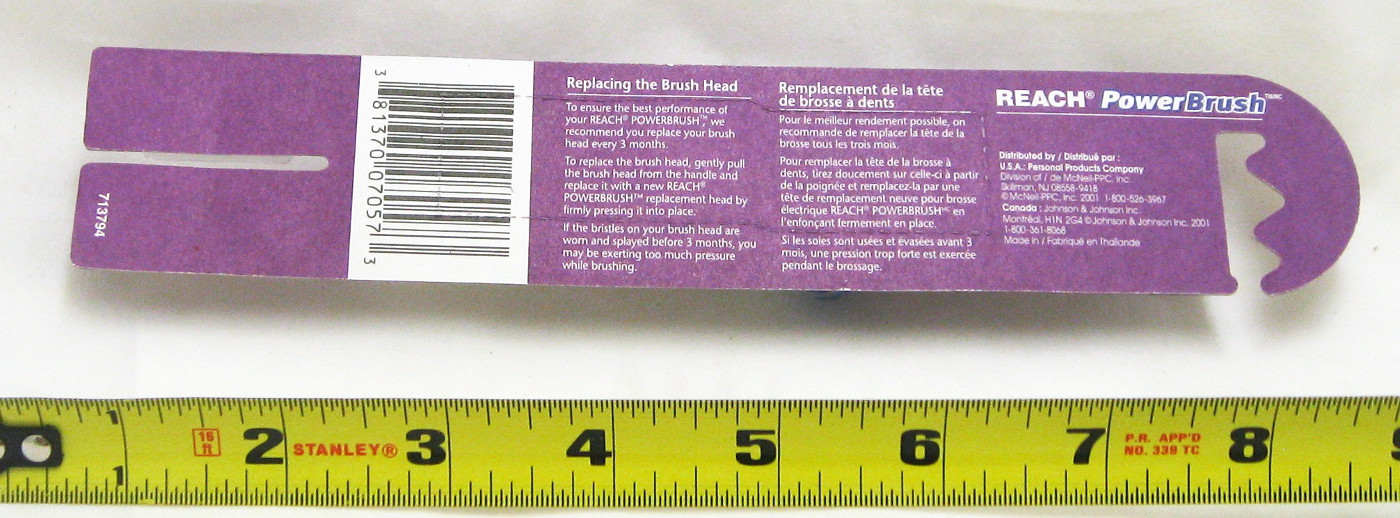 713794
3 81370 07057 3
Replacing the Brush Head
To ensure the best performance of
your REACH® POWERBRUSH™, we
recommend you replace your brush
head every 3 months.
To replace the brush head, gently pull
the brush head from the handle and
replace it with a new REACH®
POWERBRUSH™ replacement head by
firmly pressing it into place.
If the bristles on your brush head are
worn and splayed before 3 months, you
may be exerting too much pressure
while brushing.
Remplacement de la tête
de brosse à dents
Pour le meilleur rendement possible, on
recommande de remplacer la tête de la
brosse tous les trois mois.
Pour remplacer la tête de la brosse à
dents, tirez doucement sur celle-ci à partir
de la poignée et remplacez-la par une
tête de remplacement neuve pour brosse
électrique REACH® POWERBRUSH^MC en
l'enfonçant fermement en place.
Si les soies sont usées et évasées avant 3
mois, une pression trop forte est exercée
pendant le brossage.
REACH® PowerBrush™/MC
Distributed by / Distribué par :
U.S.A.: Personal Products Company
Division of / de McNeil-PPC, Inc.
Skillman, NJ 08558-9418
©McNeil-PPC, Inc. 2001 1-800-526-3967
Canada : Johnson & Johnson Inc.
Montréal, H1N 2G4 ©Johnson & Johnson Inc. 2001
1-800-361-8068
Made in / Fabriqué en Thaïlande
1 16 ft 2 STANLEY® 3 4 5 6 7 P.R. APP'D NO. 339 TC 8 9
1